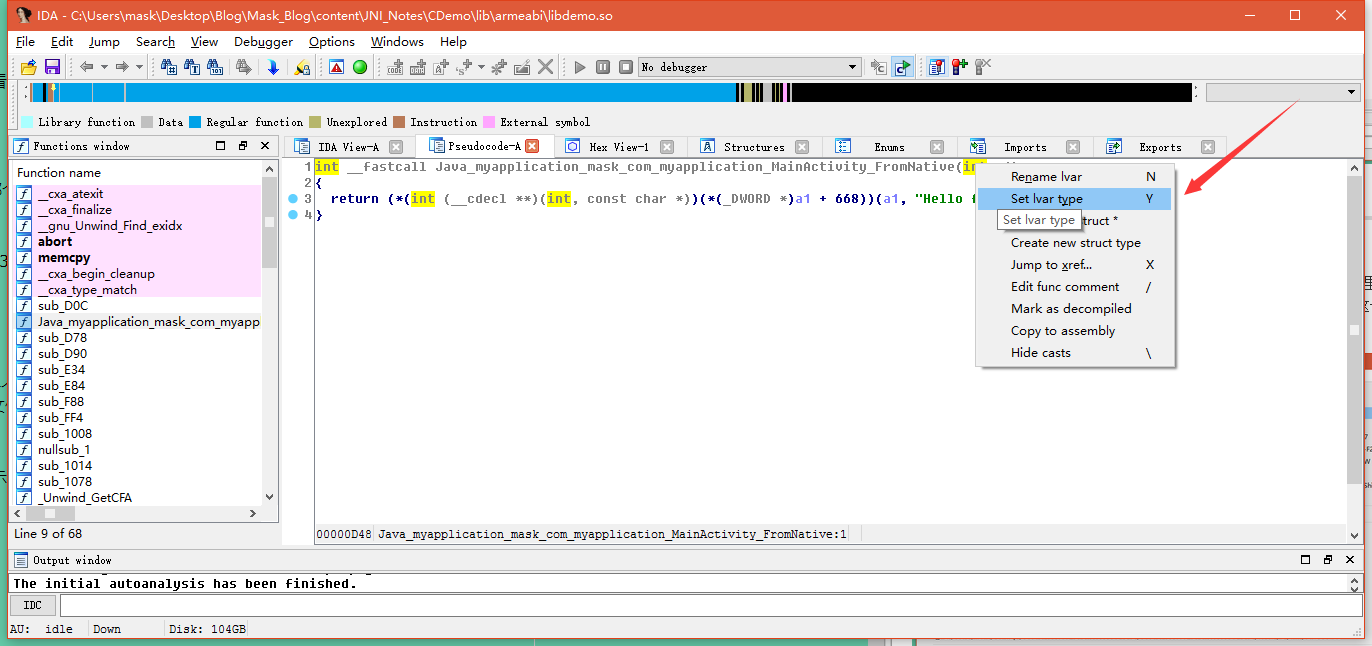 IDA - C:\Users\mask\Desktop\Blog\Mask_Blog\content\JNI_Notes\CDemo\lib\armeabi\libdemo.so
File Edit Jump Search View Debugger Options Windows Help
No debugger
Library function Data Regular function Unexplored Instruction External symbol
Functions window
IDA View-A Pseudocode-A Hex View-1 Structures Enums Imports Exports
Function name
__cxa_atexit
__cxa_finalize
__gnu_Unwind_Find_exidx
abort
memcpy
__cxa_begin_cleanup
__cxa_type_match
sub_D0C
Java_myapplication_mask_com_myapp
sub_D78
sub_D90
sub_E34
sub_E84
sub_F88
sub_FF4
sub_1008
nullsub_1
sub_1014
sub_1078
_Unwind_GetCFA
Line 9 of 68
1 int __fastcall Java_myapplication_mask_com_myapplication_MainActivity_FromNative(int
2 {
3 return (*(int (__cdecl **)(int, const char *))(*(_DWORD *)a1 + 668))(a1, "Hello f
4 }
Rename lvar N
Set lvar type Y
Set lvar type
ruct *
Create new struct type
Jump to xref... X
Edit func comment /
Mark as decompiled
Copy to assembly
Hide casts \
00000D48 Java_myapplication_mask_com_myapplication_MainActivity_FromNative:1
Output window
The initial autoanalysis has been finished.
IDC
AU: idle Down Disk: 104GB